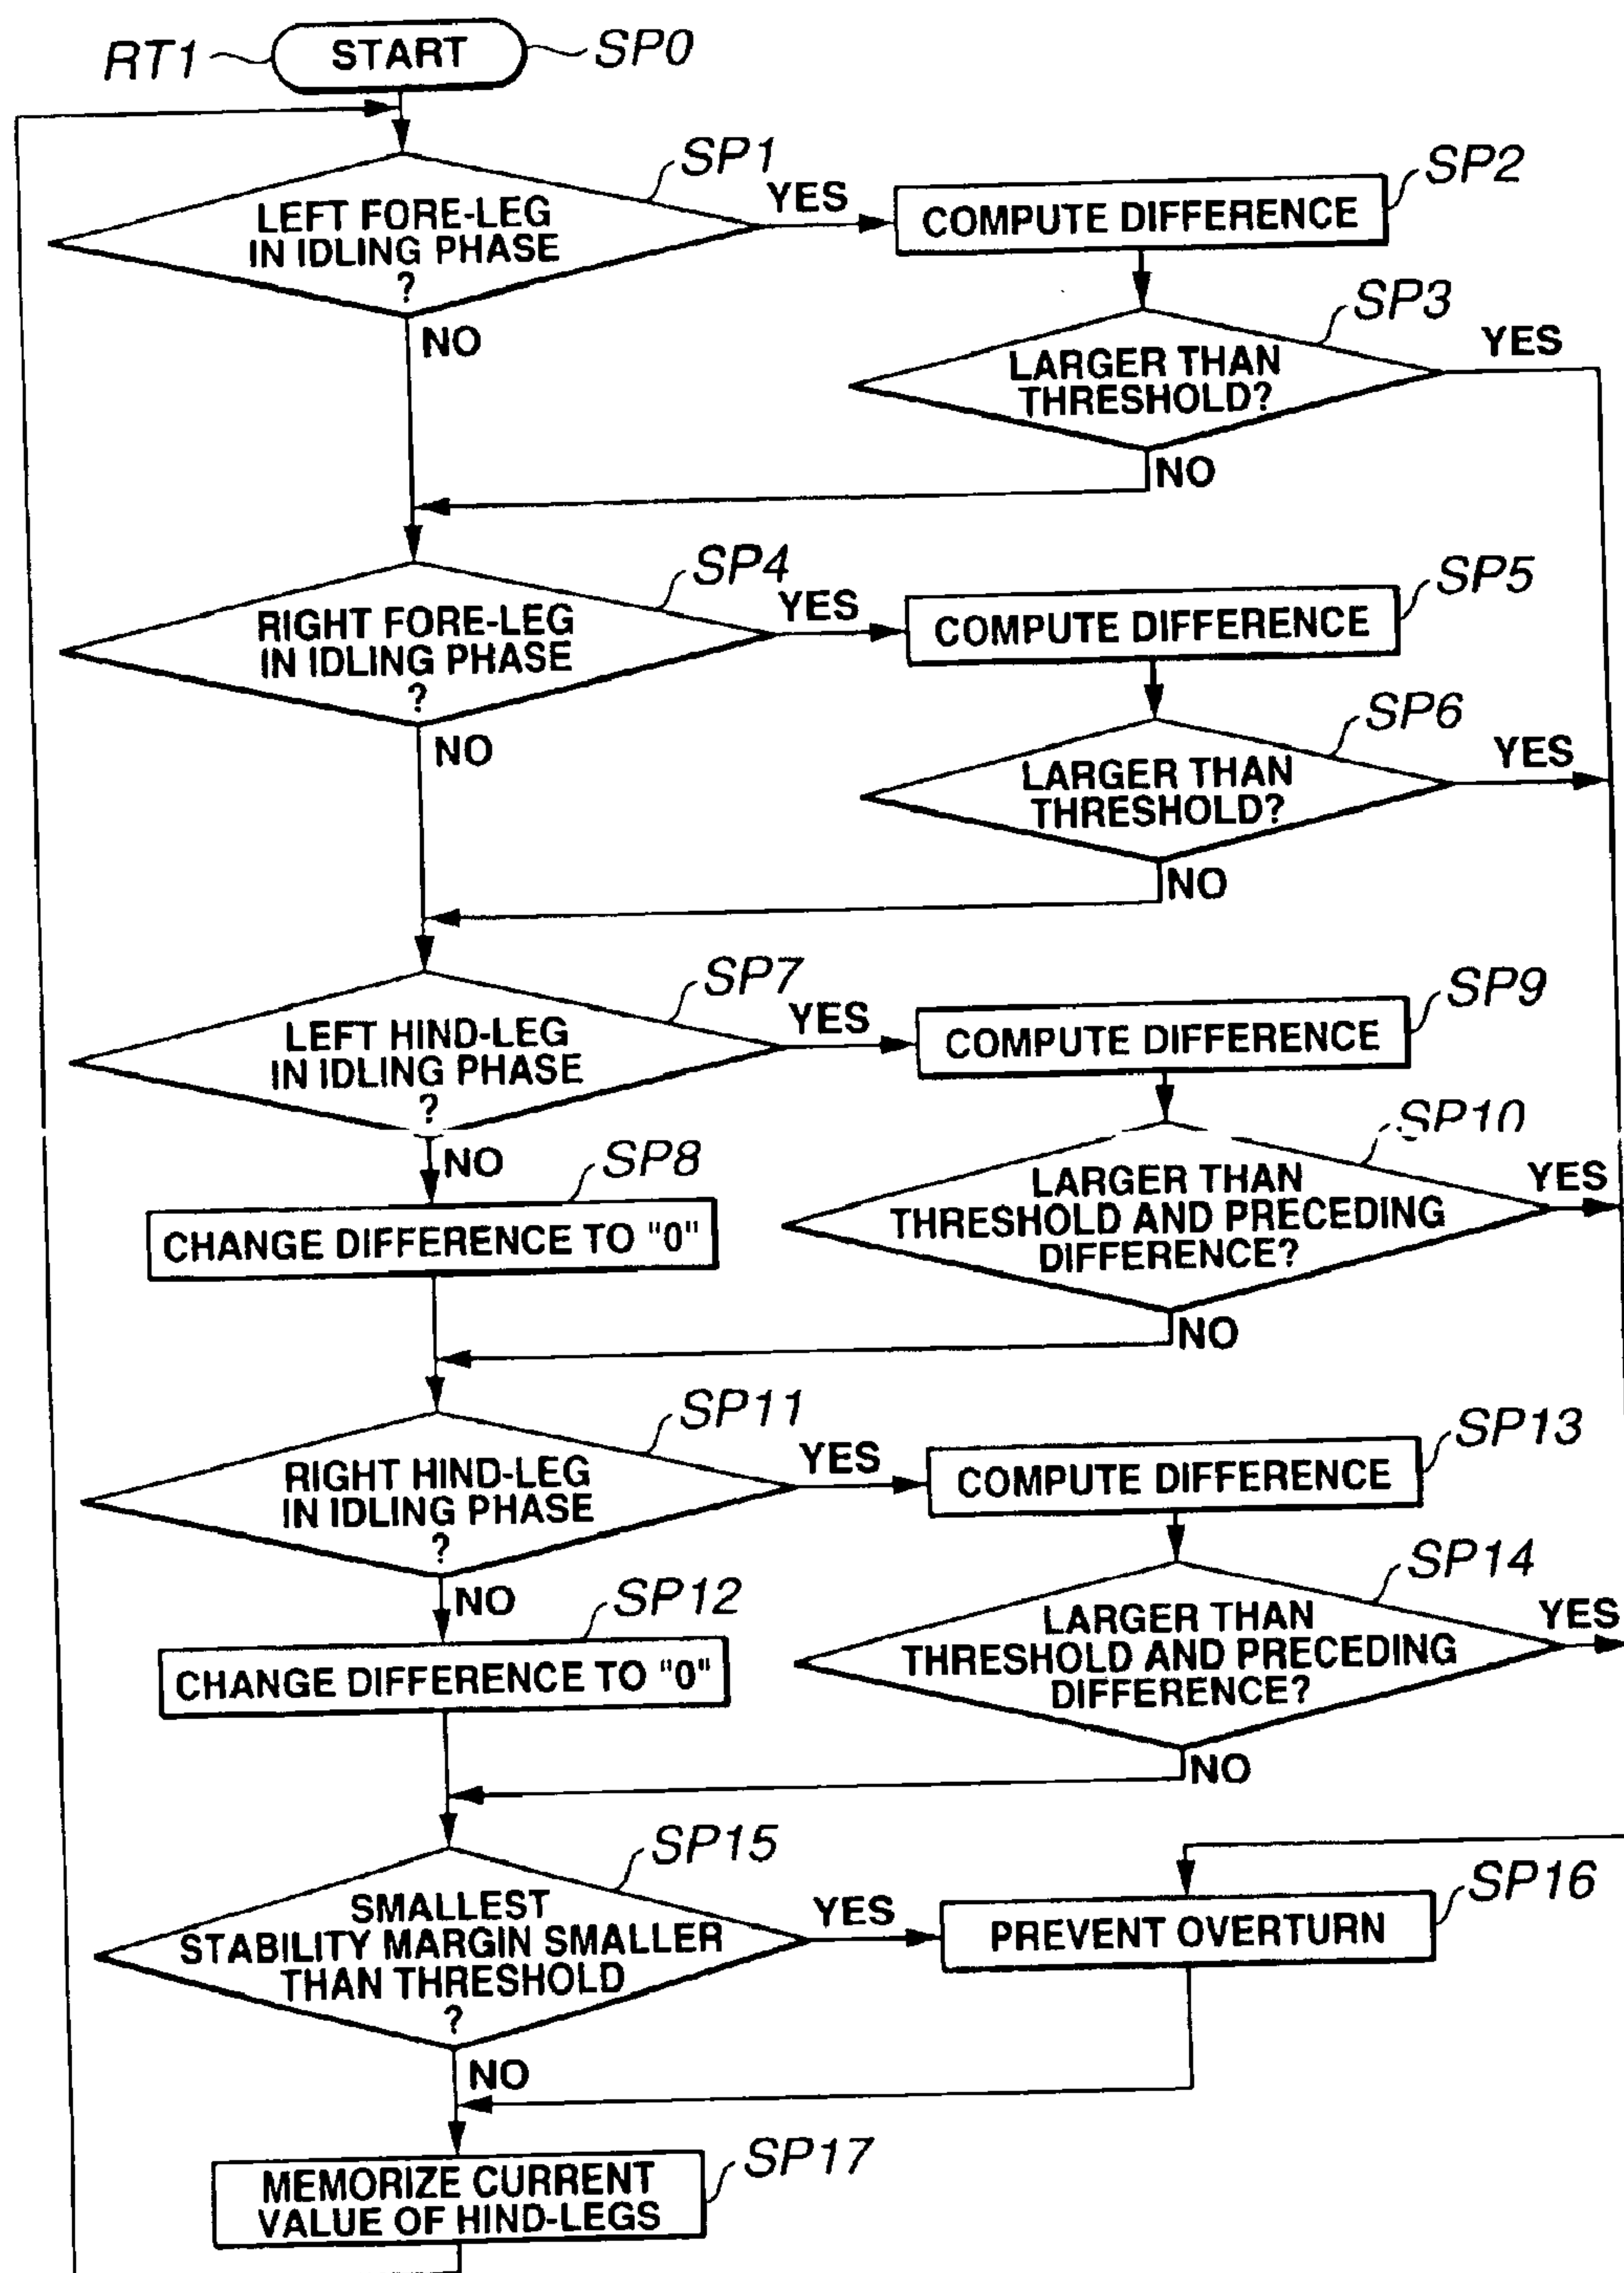 RT1
START
SP0
SP1
LEFT FORE-LEG
IN IDLING PHASE
?
YES
NO
SP2
COMPUTE DIFFERENCE
SP3
LARGER THAN
THRESHOLD?
YES
NO
SP4
RIGHT FORE-LEG
IN IDLING PHASE
?
YES
NO
SP5
COMPUTE DIFFERENCE
SP6
LARGER THAN
THRESHOLD?
YES
NO
SP7
LEFT HIND-LEG
IN IDLING PHASE
?
YES
NO
SP8
CHANGE DIFFERENCE TO "0"
SP9
COMPUTE DIFFERENCE
SP10
LARGER THAN
THRESHOLD AND PRECEDING
DIFFERENCE?
YES
NO
SP11
RIGHT HIND-LEG
IN IDLING PHASE
?
YES
NO
SP12
CHANGE DIFFERENCE TO "0"
SP13
COMPUTE DIFFERENCE
SP14
LARGER THAN
THRESHOLD AND PRECEDING
DIFFERENCE?
YES
NO
SP15
SMALLEST
STABILITY MARGIN SMALLER
THAN THRESHOLD
?
YES
NO
SP16
PREVENT OVERTURN
SP17
MEMORIZE CURRENT
VALUE OF HIND-LEGS